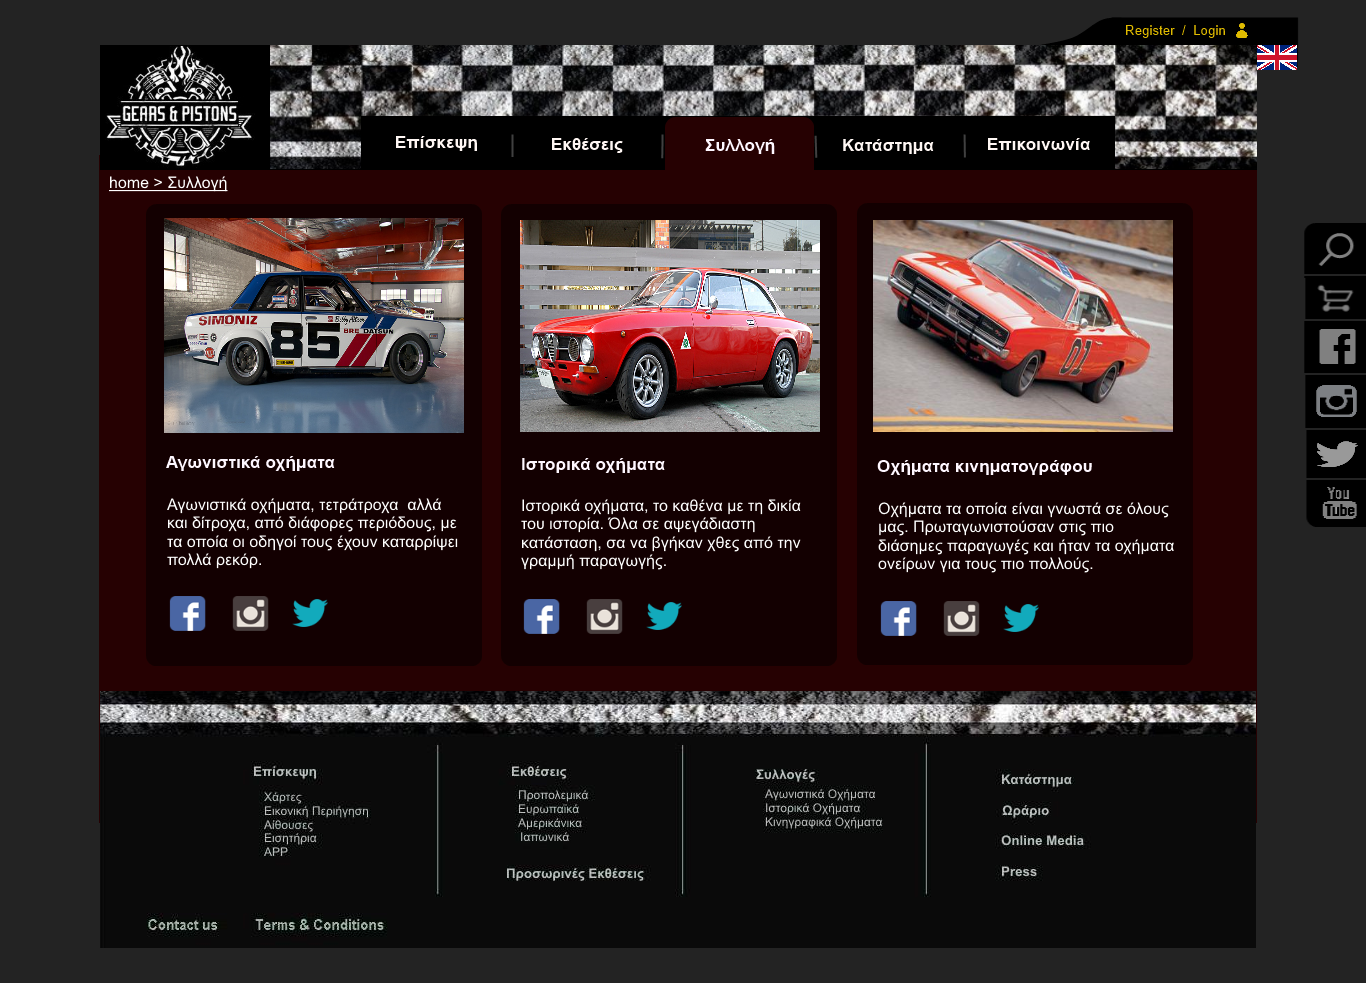 Register / Login
GEARS & PISTONS
Επίσκεψη
Εκθέσεις
Συλλογή
Κατάστημα
Επικοινωνία
home > Συλλογή
SIMONIZ
85
BRE DATSUN
01
Αγωνιστικά οχήματα
Αγωνιστικά οχήματα, τετράτροχα αλλά
και δίτροχα, από διάφορες περιόδους, με
τα οποία οι οδηγοί τους έχουν καταρρίψει
πολλά ρεκόρ.
Ιστορικά οχήματα
Ιστορικά οχήματα, το καθένα με τη δικία
του ιστορία. Όλα σε αψεγάδιαστη
κατάσταση, σα να βγήκαν χθες από την
γραμμή παραγωγής.
Οχήματα κινηματογράφου
Οχήματα τα οποία είναι γνωστά σε όλους
μας. Πρωταγωνιστούσαν στις πιο
διάσημες παραγωγές και ήταν τα οχήματα
ονείρων για τους πιο πολλούς.
You
Tube
Επίσκεψη
Χάρτες
Εικονική Περιήγηση
Αίθουσες
Εισητήρια
APP
Εκθέσεις
Προπολεμικά
Ευρωπαϊκά
Αμερικάνικα
Ιαπωνικά
Προσωρινές Εκθέσεις
Συλλογές
Αγωνιστικά Οχήματα
Ιστορικά Οχήματα
Κινηγραφικά Οχήματα
Κατάστημα
Ωράριο
Online Media
Press
Contact us
Terms & Conditions